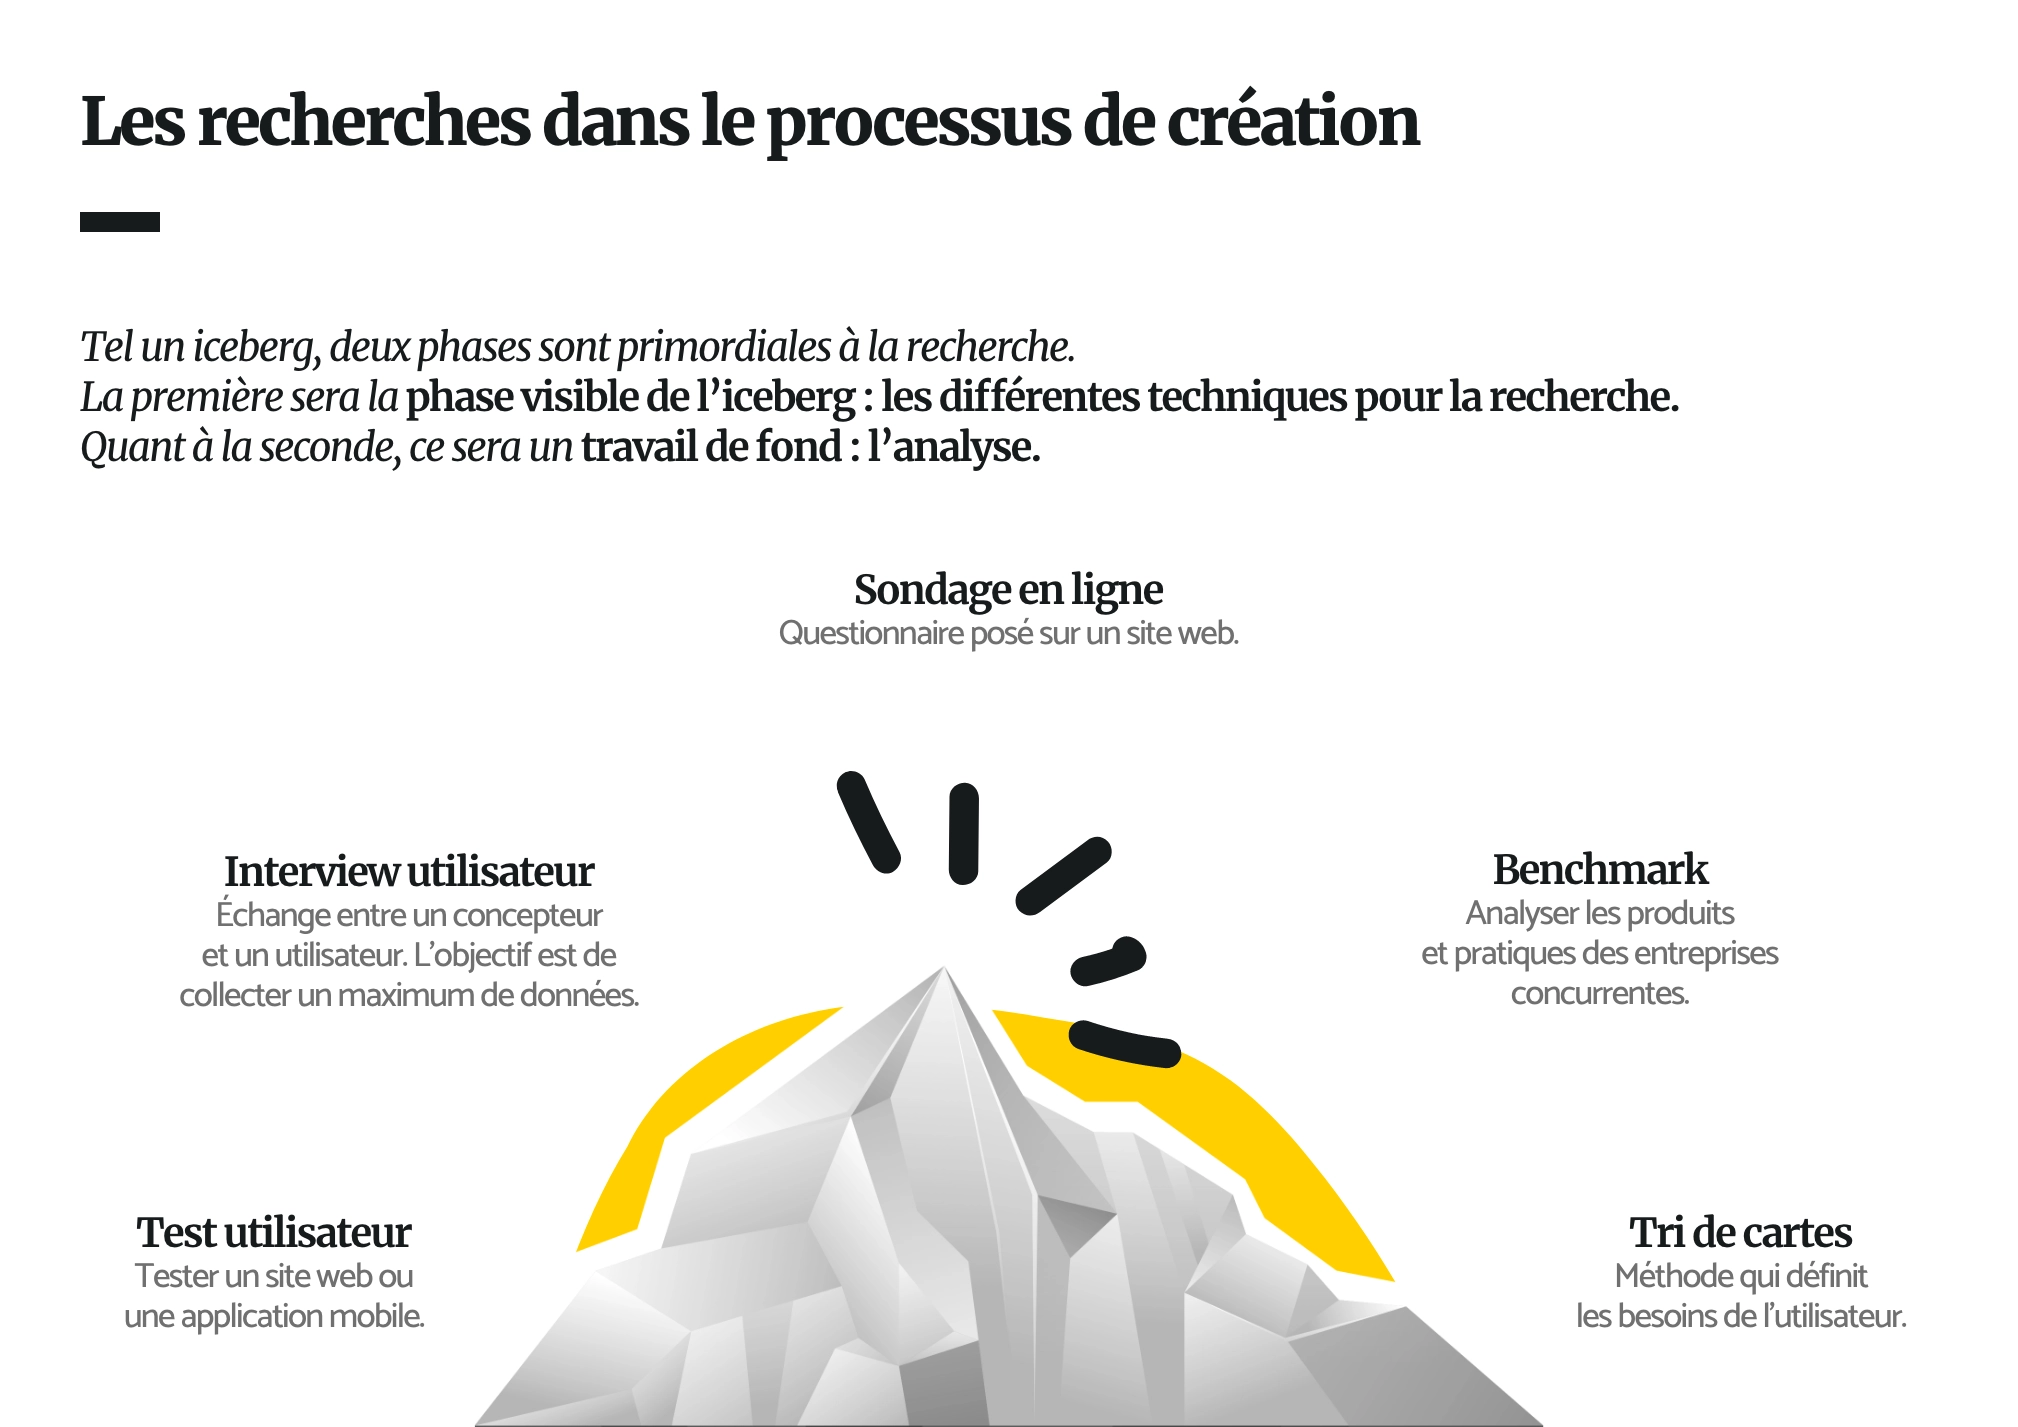 Les recherches dans le processus de création
Tel un iceberg, deux phases sont primordiales à la recherche.
La première sera la phase visible de l’iceberg : les différentes techniques pour la recherche.
Quant à la seconde, ce sera un travail de fond : l’analyse.
Sondage en ligne
Questionnaire posé sur un site web.
Interview utilisateur
Échange entre un concepteur
et un utilisateur. L’objectif est de
collecter un maximum de données.
Benchmark
Analyser les produits
et pratiques des entreprises
concurrentes.
Test utilisateur
Tester un site web ou
une application mobile.
Tri de cartes
Méthode qui définit
les besoins de l’utilisateur.